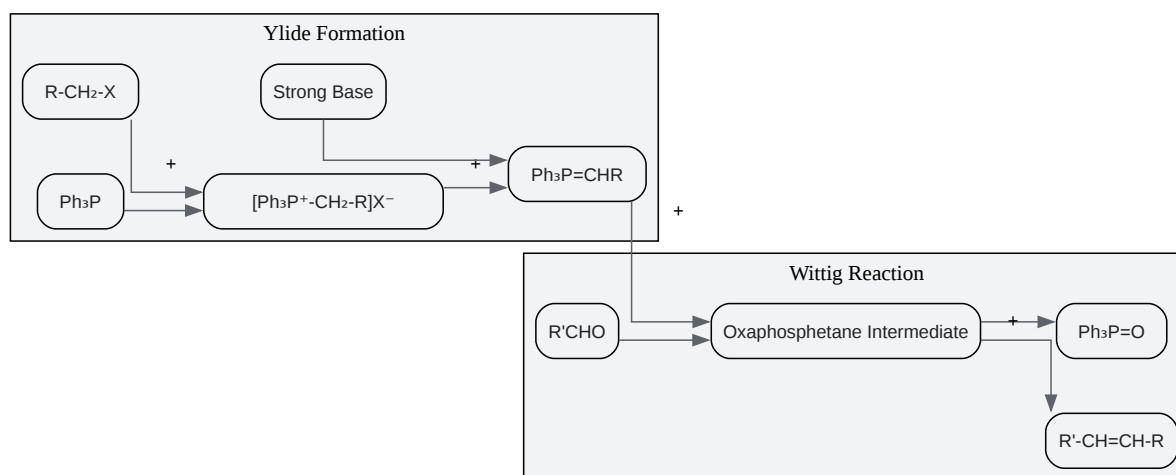 Ylide Formation
R-CH₂-X
Strong Base
+
+
Ph₃P=CHR
Ph₃P
[Ph₃P⁺-CH₂-R]X⁻
+
Wittig Reaction
R'CHO
Oxaphosphetane Intermediate
+
Ph₃P=O
R'-CH=CH-R